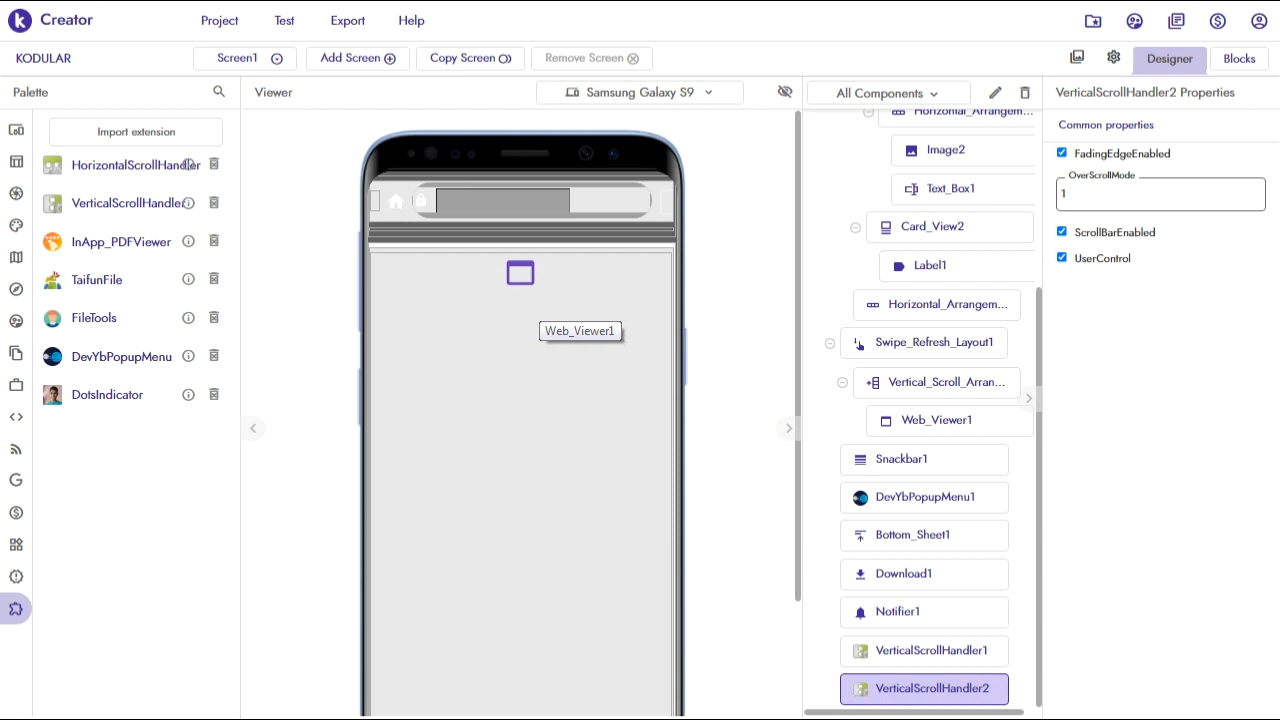 Creator
Project
Test
Export
Help
KODULAR
Screen1
Add Screen
Copy Screen
Remove Screen
Designer
Blocks
Palette
Viewer
Samsung Galaxy S9
All Components
VerticalScrollHandler2 Properties
Import extension
HorizontalScrollHandler
VerticalScrollHandler
InApp_PDFViewer
TaifunFile
FileTools
DevYbPopupMenu
DotsIndicator
Web_Viewer1
Horizontal_Arrangem...
Image2
Text_Box1
Card_View2
Label1
Horizontal_Arrangem...
Swipe_Refresh_Layout1
Vertical_Scroll_Arran...
Web_Viewer1
Snackbar1
DevYbPopupMenu1
Bottom_Sheet1
Download1
Notifier1
VerticalScrollHandler1
VerticalScrollHandler2
Common properties
FadingEdgeEnabled
OverScrollMode
1
ScrollBarEnabled
UserControl